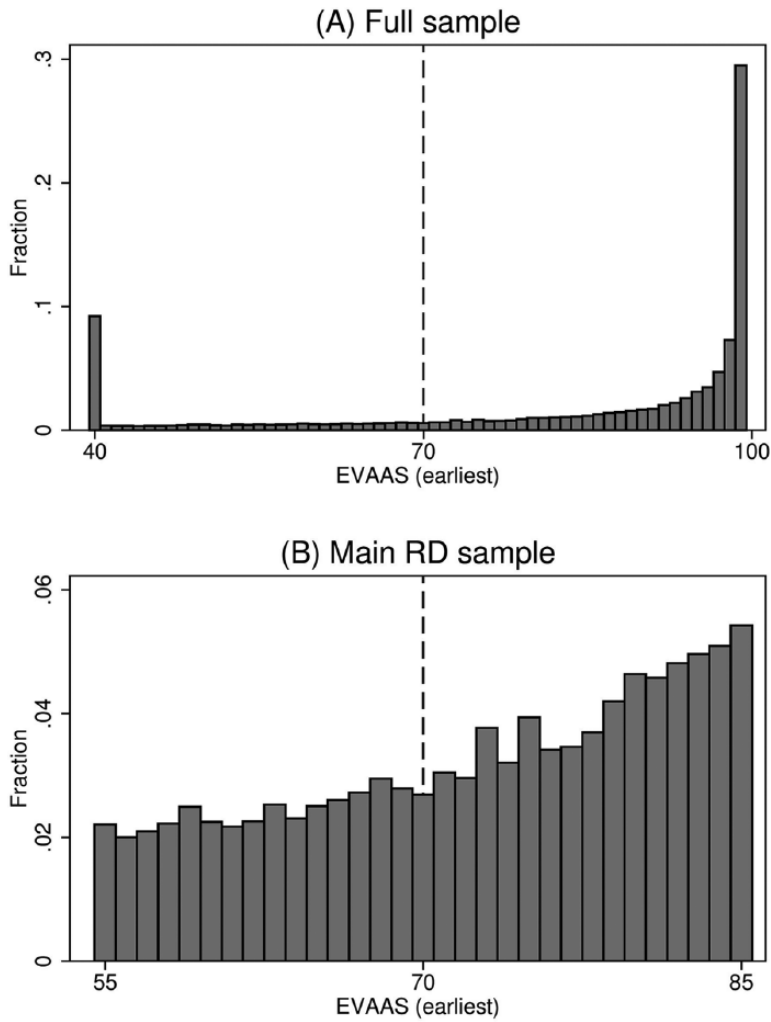 (A) Full sample
.3
.2
.1
0
Fraction
40 70 100
EVAAS (earliest)
(B) Main RD sample
.06
.04
.02
0
Fraction
55 70 85
EVAAS (earliest)